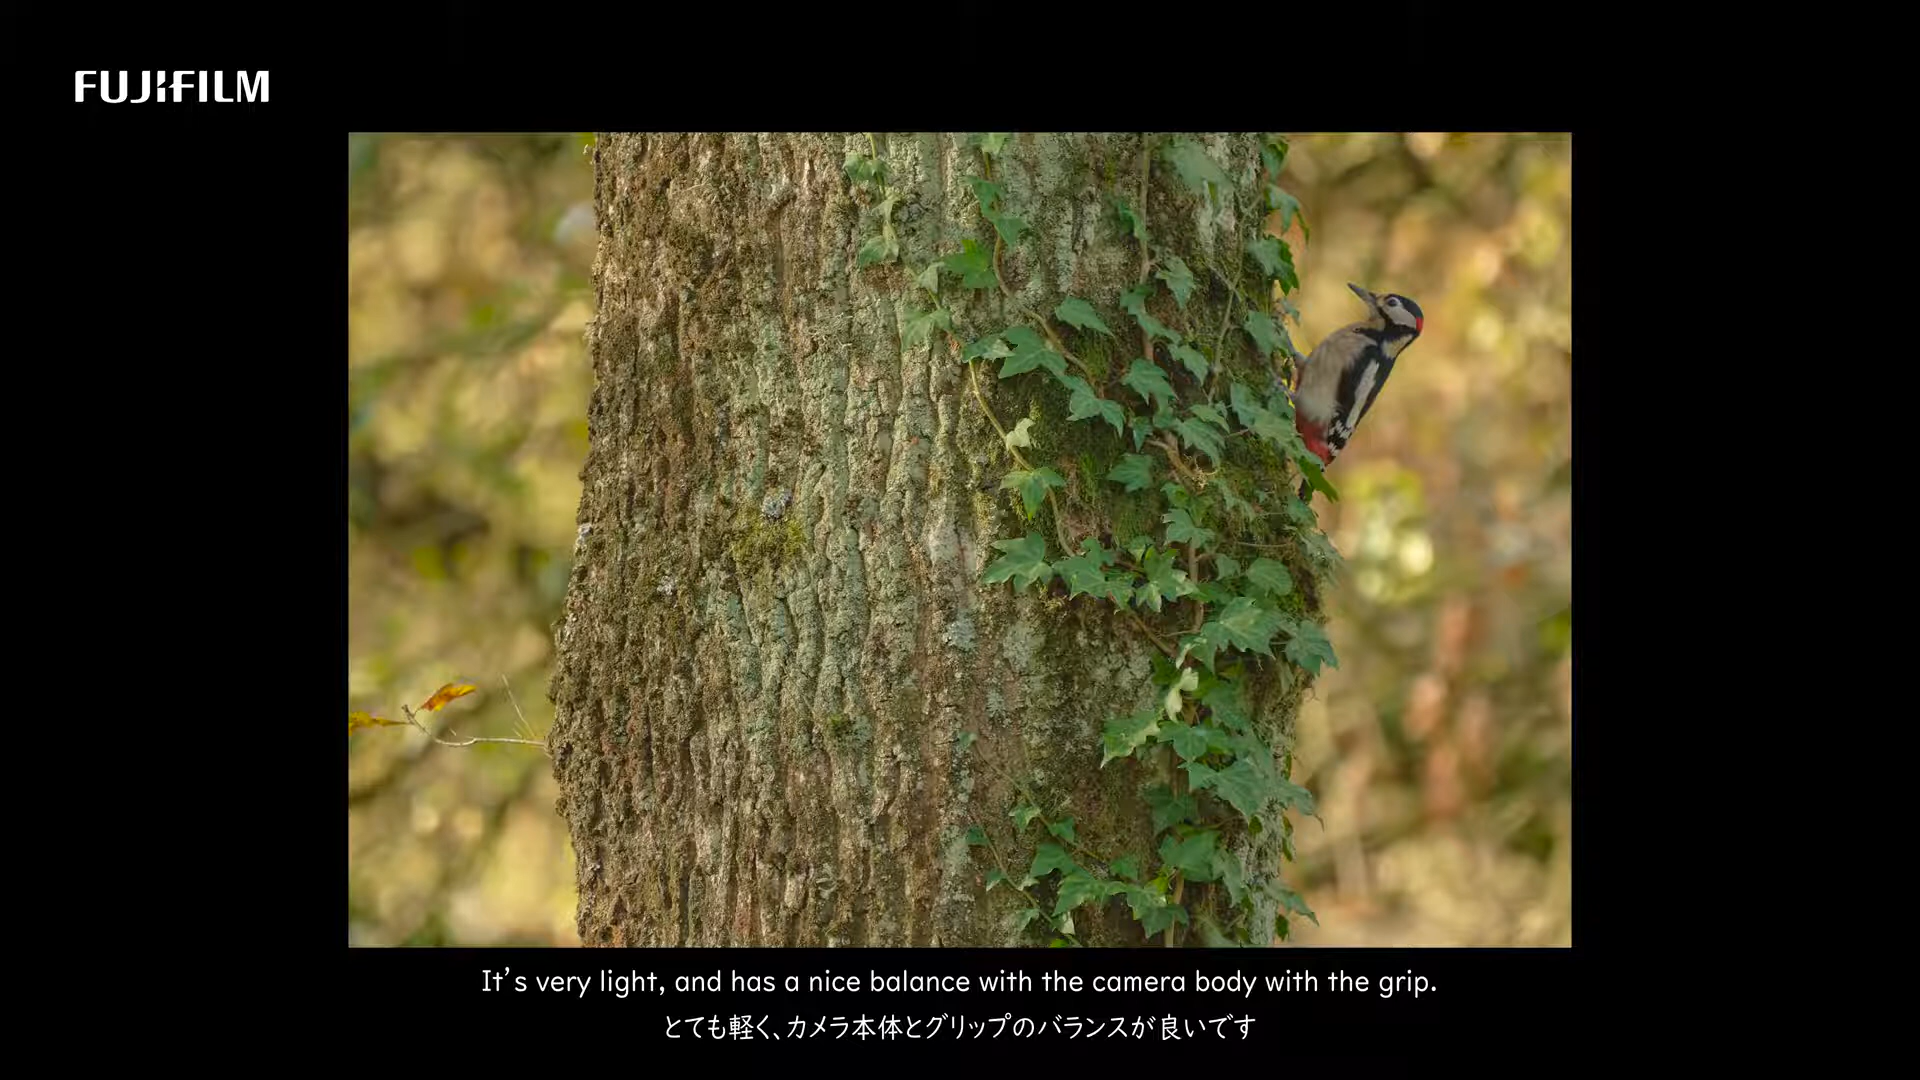 FUJIFILM
It's very light, and has a nice balance with the camera body with the grip.
とても軽く、カメラ本体とグリップのバランスが良いです